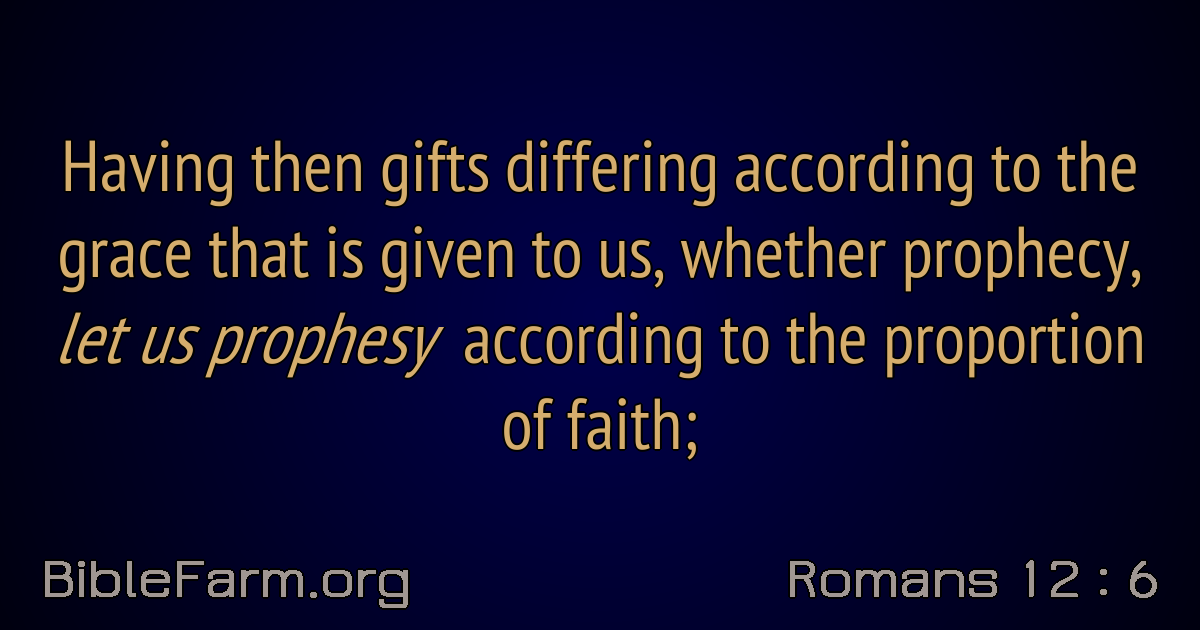 Having then gifts differing according to the
grace that is given to us, whether prophecy,
let us prophesy according to the proportion
of faith;
BibleFarm.org
Romans 12 : 6